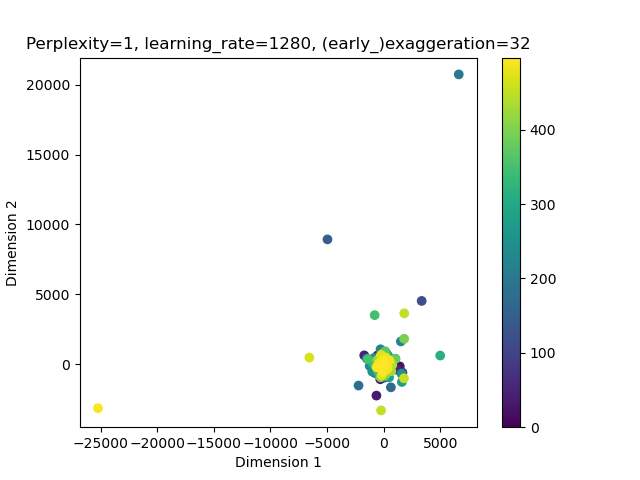 Perplexity=1, learning_rate=1280, (early_)exaggeration=32
20000
15000
10000
5000
0
Dimension 2
−25000 −20000 −15000 −10000 −5000 0 5000
Dimension 1
400
300
200
100
0